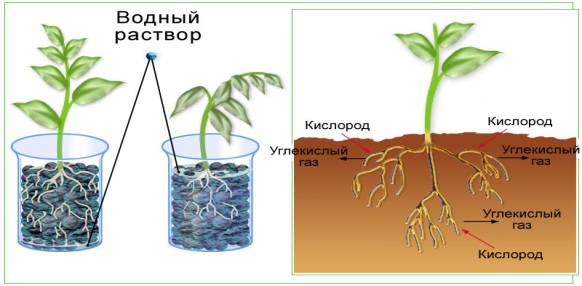 Водный
раствор
Кислород
Кислород
Углекислый
газ
Углекислый
газ
Углекислый
газ
Кислород